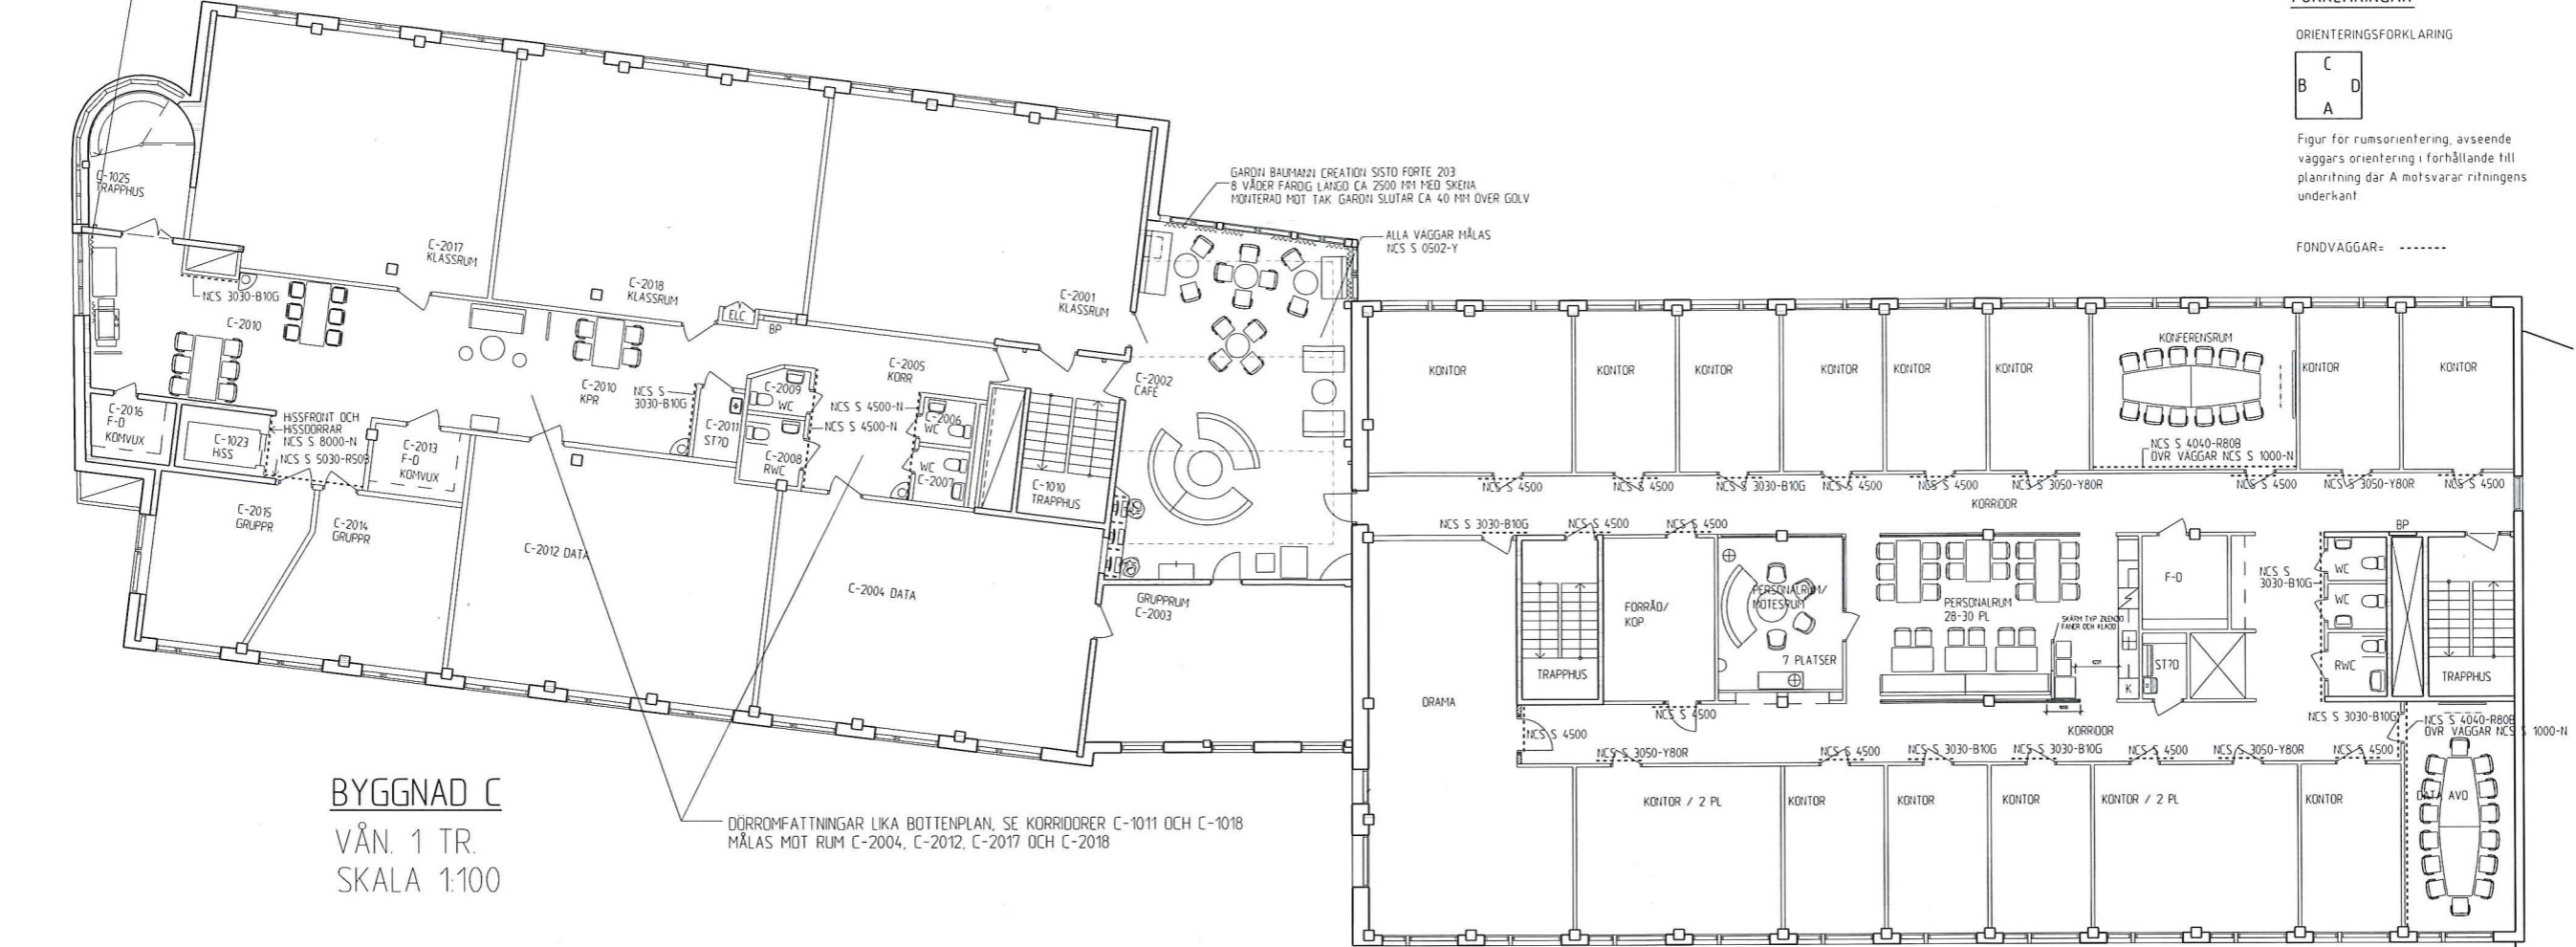 ORIENTERINGSFORKLARING
C
B D
A
Figur för rumsorientering, avseende
väggars orientering i förhållande till
planritning där A motsvarar ritningens
underkant
FONDVÄGGAR= ------
GARDN BAUMANN CREATION SISTO FORTE 203
8 VÅDER FARDIG LANGD CA 2500 MM MED SKENA
MONTERAD MOT TAK GARDN SLUTAR CA 40 MM ÖVER GOLV
ALLA VÄGGAR MÅLAS
NCS S 0502-Y
C-1025
TRAPPHUS
C-2017
KLASSRUM
C-2018
KLASSRUM
C-2001
KLASSRUM
NCS 3030-B10G
C-2010
ELC
BP
C-2005
KORR
C-2002
CAFÉ
C-2010
KPR
NCS S
3030-B10G
C-2009
WC
C-2011
ST?D
NCS S 4500-N
NCS S 4500-N
C-2006
WC
C-2008
RWC
WC
C-2007
C-1010
TRAPPHUS
C-2016
F-D
KOMVUX
C-1023
HISS
HISSFRONT OCH
HISSDÖRRAR
NCS S 8000-N
NCS S 5030-R50B
C-2013
F-D
KOMVUX
C-2015
GRUPPR
C-2014
GRUPPR
C-2012 DATA
C-2004 DATA
GRUPPRUM
C-2003
KONTOR
KONTOR
KONTOR
KONTOR
KONTOR
KONTOR
KONFERENSRUM
KONTOR
KONTOR
NCS S 4040-R80B
ÖVR VÄGGAR NCS S 1000-N
NCS S 4500
NCS S 4500
NCS S 3030-B10G
NCS S 4500
NCS S 4500
NCS S 3050-Y80R
NCS S 4500
NCS S 3050-Y80R
NCS S 4500
KORRIDOR
NCS S 3030-B10G
NCS S 4500
NCS S 4500
BP
FÖRRÅD/
KOP
PERSONALRUM/
MÖTESRUM
7 PLATSER
PERSONALRUM
28-30 PL
F-D
NCS S
3030-B10G
WC
WC
RWC
ST?D
K
TRAPPHUS
TRAPPHUS
DRAMA
NCS S 4500
NCS S 4500
KORRIDOR
NCS S 3030-B10G
NCS S 4040-R80B
ÖVR VÄGGAR NCS S 1000-N
NCS S 3050-Y80R
NCS S 4500
NCS S 3030-B10G
NCS S 3030-B10G
NCS S 4500
NCS S 3050-Y80R
NCS S 4500
KONTOR / 2 PL
KONTOR
KONTOR
KONTOR
KONTOR / 2 PL
KONTOR
DATA AVD
BYGGNAD C
VÅN. 1 TR.
SKALA 1:100
DÖRROMFATTNINGAR LIKA BOTTENPLAN, SE KORRIDORER C-1011 OCH C-1018
MÅLAS MOT RUM C-2004, C-2012, C-2017 OCH C-2018